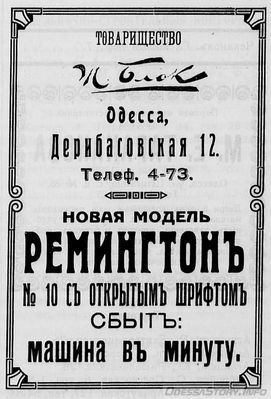 ТОВАРИЩЕСТВО
Ж. Блокъ
Одесса,
Дерибасовская 12.
Телеф. 4-73.
НОВАЯ МОДЕЛЬ
РЕМИНГТОНЪ
№ 10 СЪ ОТКРЫТЫМЪ ШРИФТОМЪ
СБЫТЪ:
машина въ минуту.
OdessaStory.info